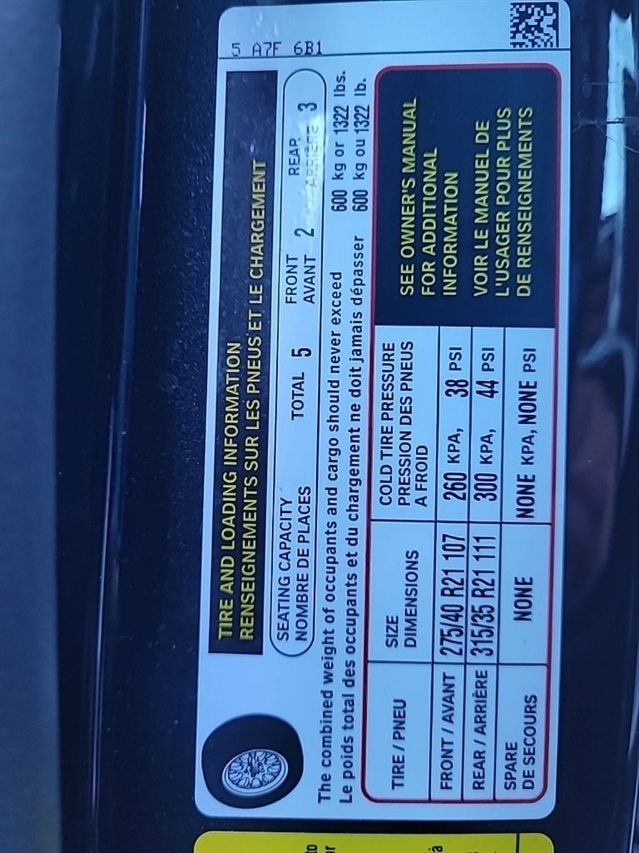 5 A7F 6B1
TIRE AND LOADING INFORMATION
RENSEIGNEMENTS SUR LES PNEUS ET LE CHARGEMENT
SEATING CAPACITY
NOMBRE DE PLACES
TOTAL 5
FRONT
AVANT
2
REAR
ARRIÈRE
3
The combined weight of occupants and cargo should never exceed 600 kg or 1322 lbs.
Le poids total des occupants et du chargement ne doit jamais dépasser 600 kg ou 1322 lb.
TIRE / PNEU
SIZE
DIMENSIONS
COLD TIRE PRESSURE
PRESSION DES PNEUS
A FROID
FRONT / AVANT 275/40 R21 107 260 KPA, 38 PSI
REAR / ARRIÈRE 315/35 R21 111 300 KPA, 44 PSI
SPARE
DE SECOURS
NONE NONE KPA, NONE PSI
SEE OWNER'S MANUAL
FOR ADDITIONAL
INFORMATION
VOIR LE MANUEL DE
L'USAGER POUR PLUS
DE RENSEIGNEMENTS